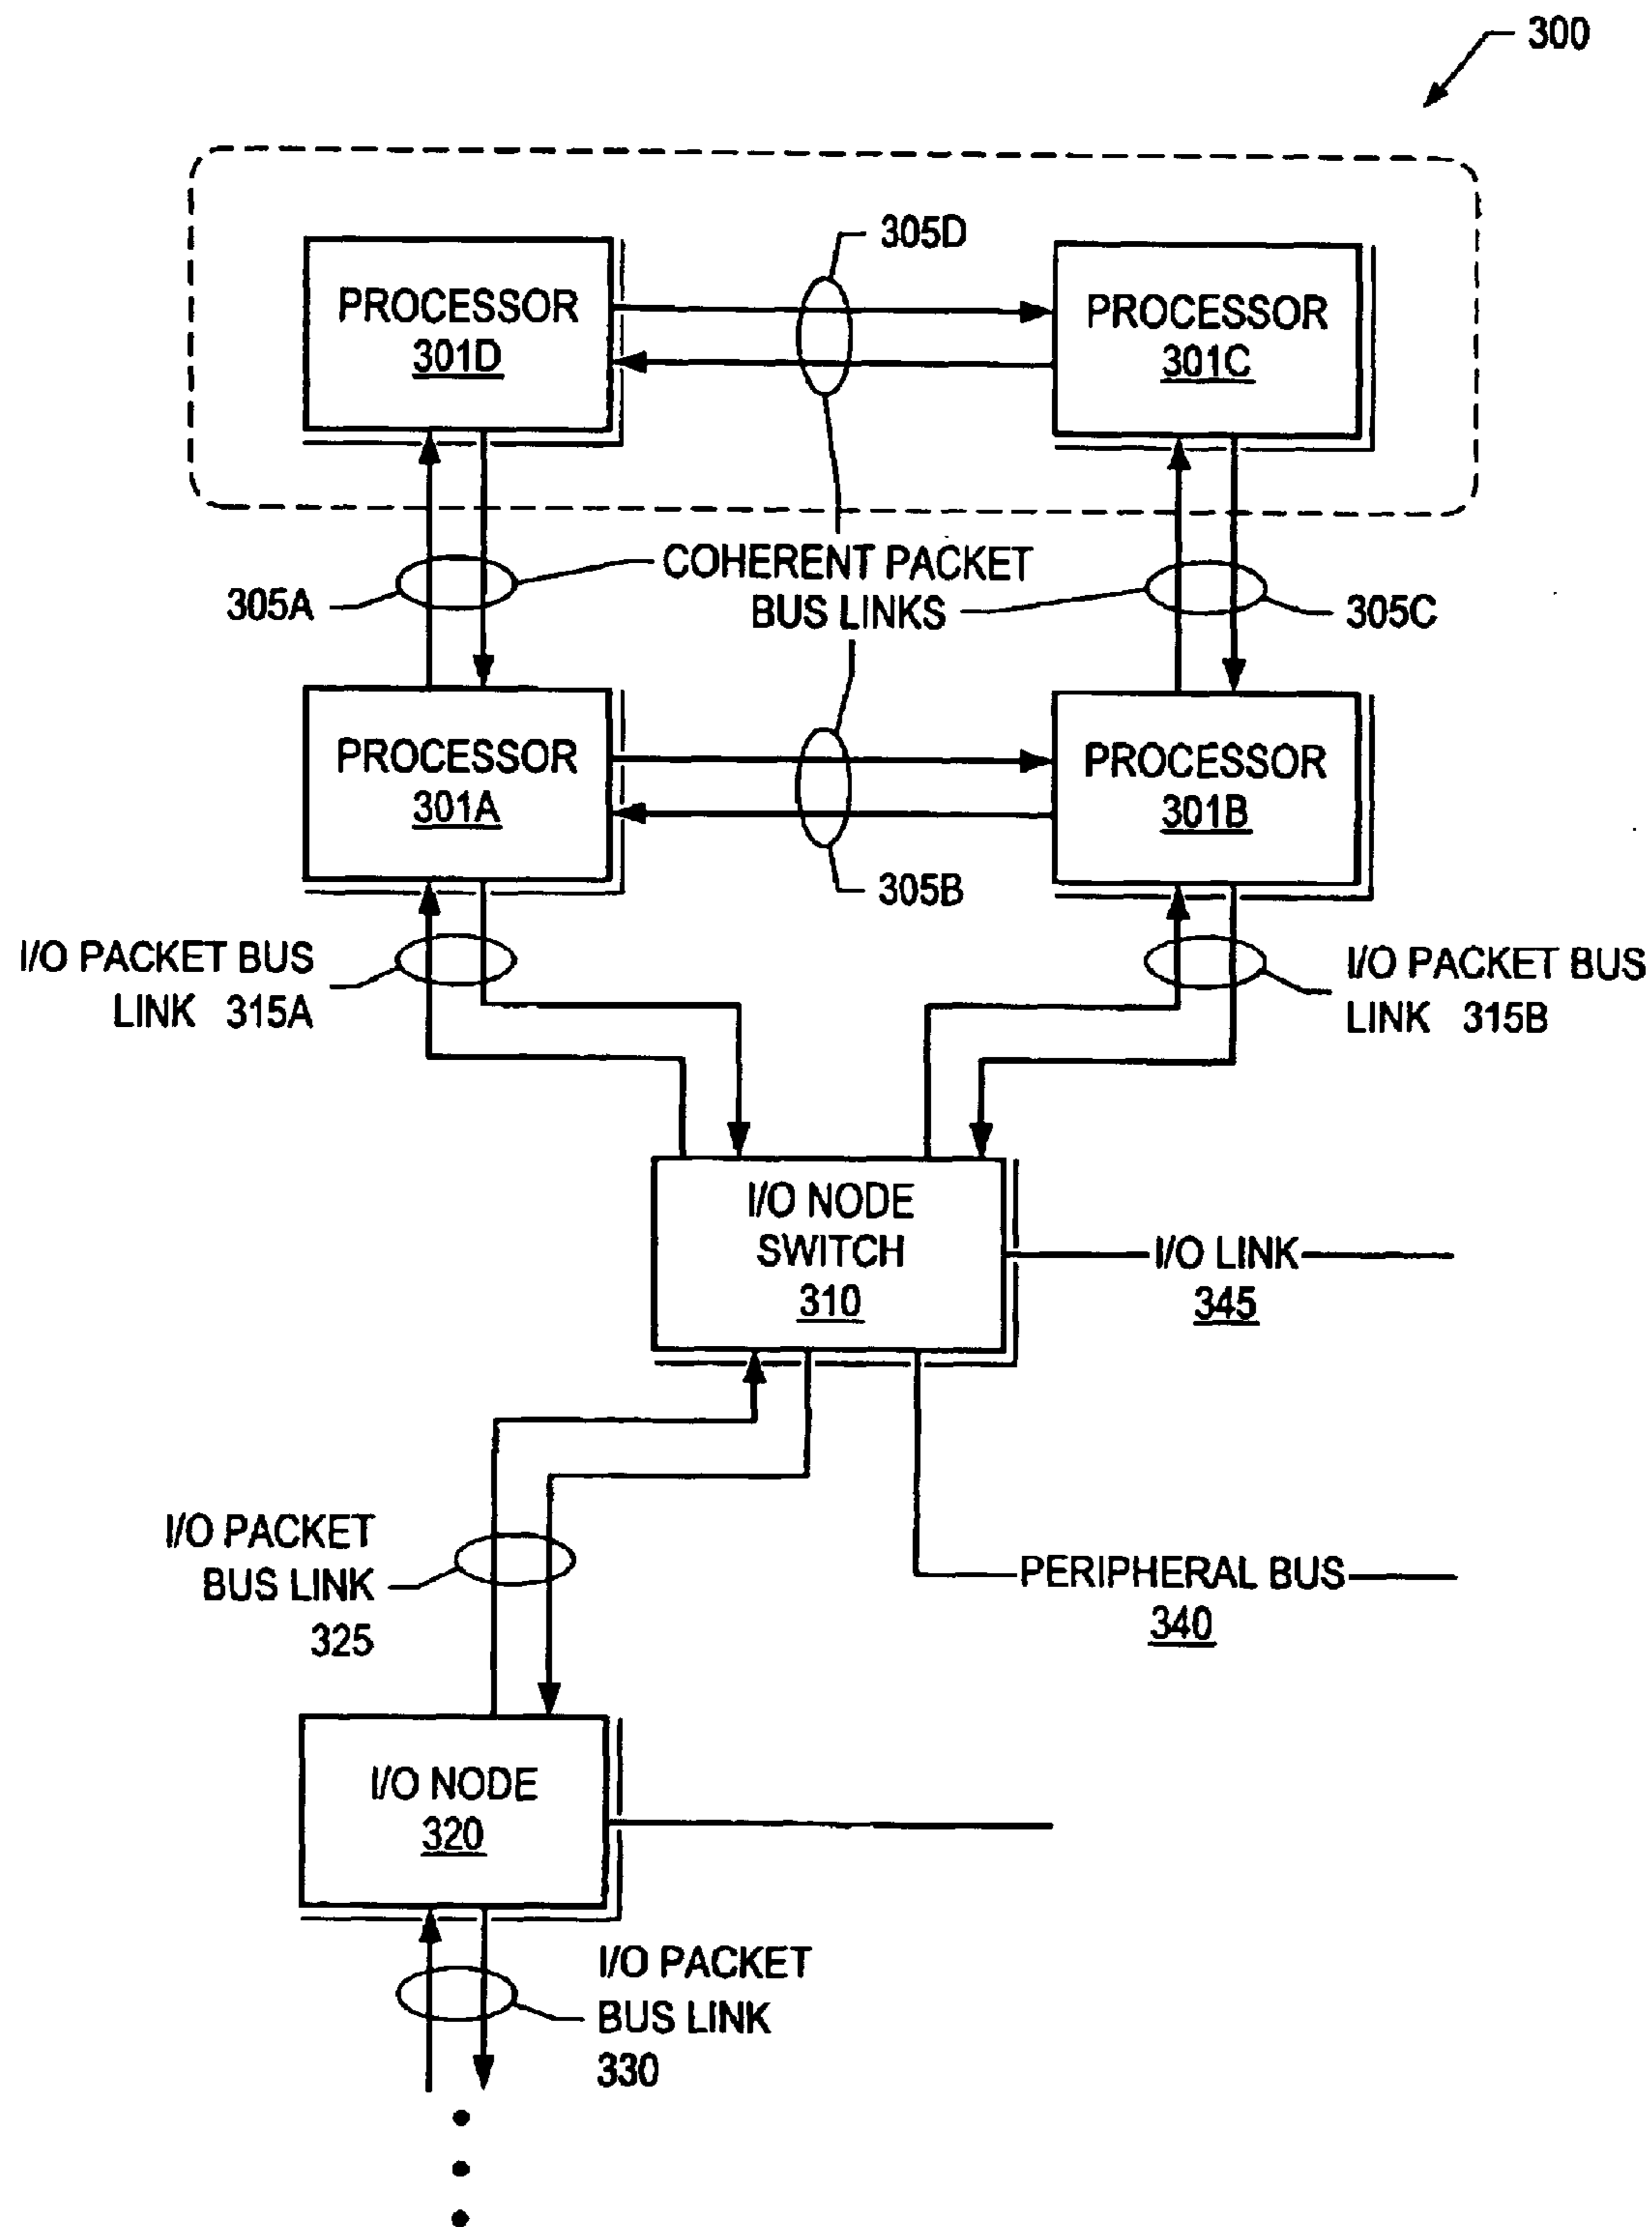 300
305D
PROCESSOR
301D
PROCESSOR
301C
COHERENT PACKET
BUS LINKS
305A
305C
PROCESSOR
301A
PROCESSOR
301B
305B
I/O PACKET BUS
LINK 315A
I/O PACKET BUS
LINK 315B
I/O NODE
SWITCH
310
I/O LINK
345
I/O PACKET
BUS LINK
325
PERIPHERAL BUS
340
I/O NODE
320
I/O PACKET
BUS LINK
330